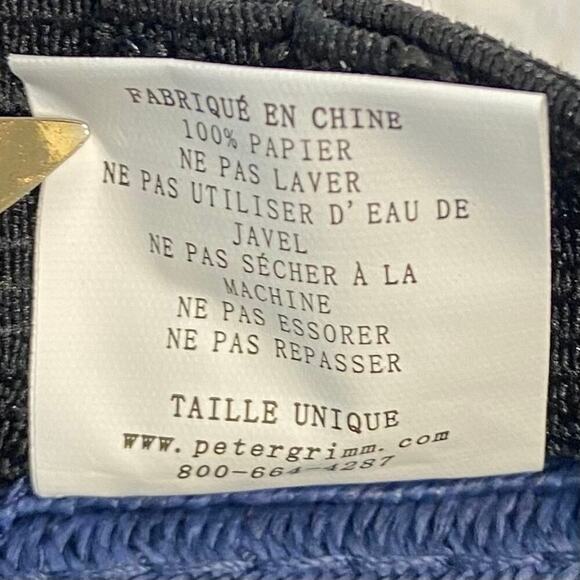 FABRIQUÉ EN CHINE
100% PAPIER
NE PAS LAVER
NE PAS UTILISER D'EAU DE
JAVEL
NE PAS SÉCHER À LA
MACHINE
NE PAS ESSORER
NE PAS REPASSER
TAILLE UNIQUE
www.petergrimm.com
800-664-4287